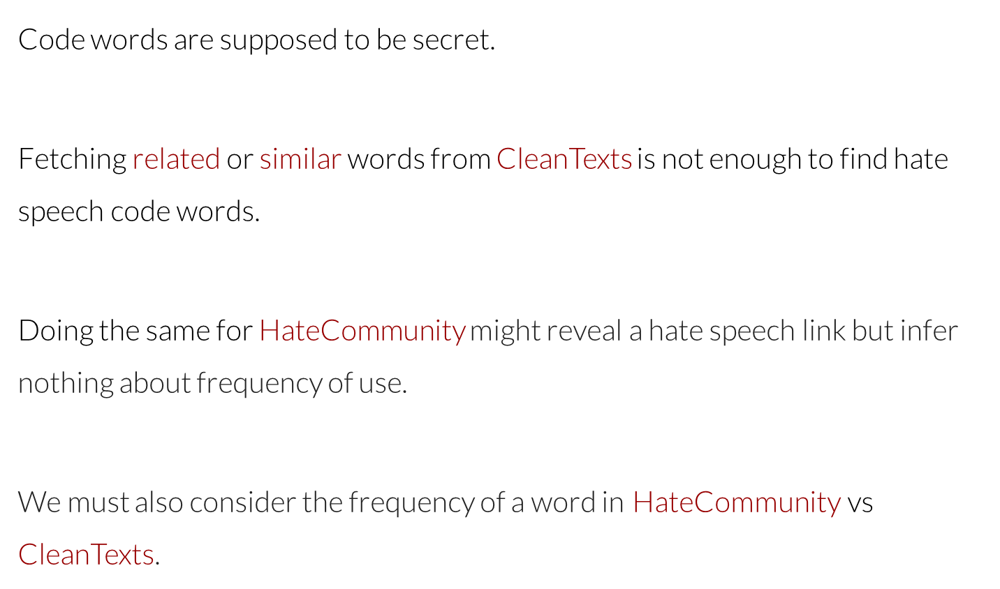 Code words are supposed to be secret.
Fetching related or similar words from CleanTexts is not enough to find hate
speech code words.
Doing the same for HateCommunity might reveal a hate speech link but infer
nothing about frequency of use.
We must also consider the frequency of a word in HateCommunity vs
CleanTexts.